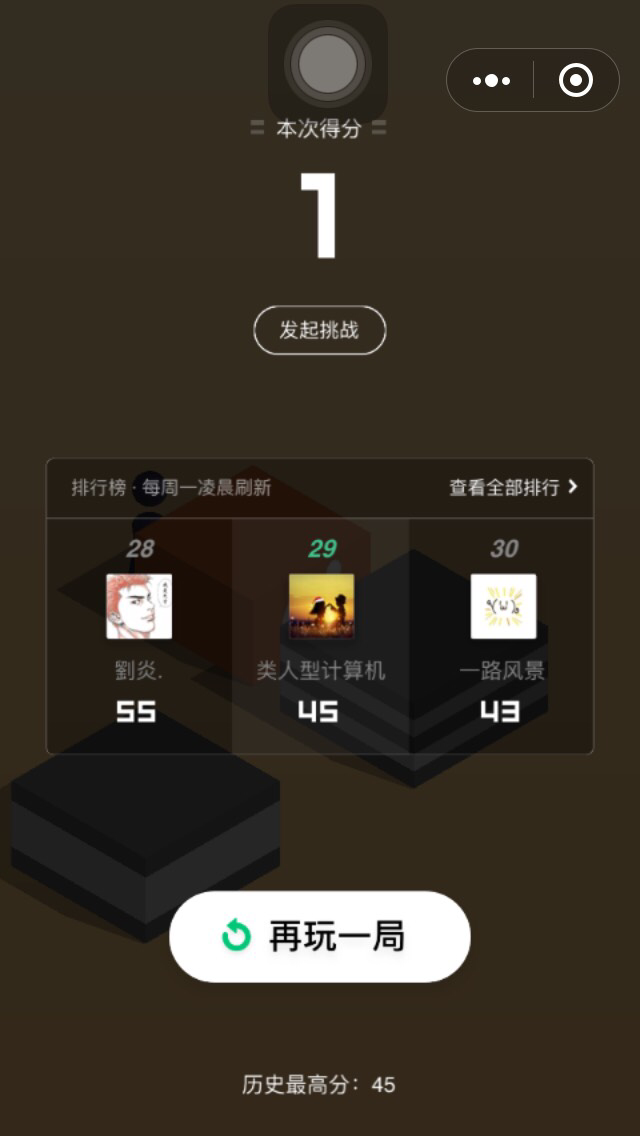 本次得分
1
发起挑战
排行榜 · 每周一凌晨刷新 查看全部排行
28 29 30
劉炎. 类人型计算机 一路风景
55 45 43
再玩一局
历史最高分：45